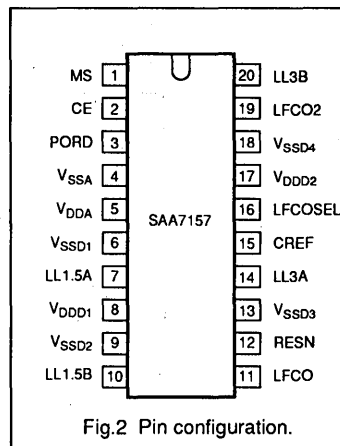 MS 1 20 LL3B
CE 2 19 LFCO2
PORD 3 18 VSSD4
VSSA 4 17 VDDD2
VDDA 5 16 LFCOSEL
SAA7157
VSSD1 6 15 CREF
LL1.5A 7 14 LL3A
VDDD1 8 13 VSSD3
VSSD2 9 12 RESN
LL1.5B 10 11 LFCO
Fig.2 Pin configuration.